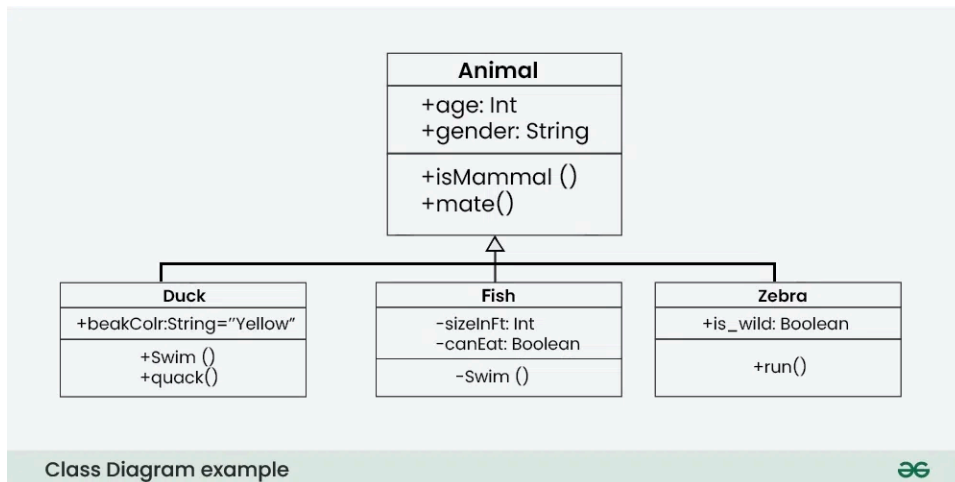 Animal
+age: Int
+gender: String
+isMammal ()
+mate()
Duck
+beakColr:String="Yellow"
+Swim ()
+quack()
Fish
-sizeInFt: Int
-canEat: Boolean
-Swim ()
Zebra
+is_wild: Boolean
+run()
Class Diagram example